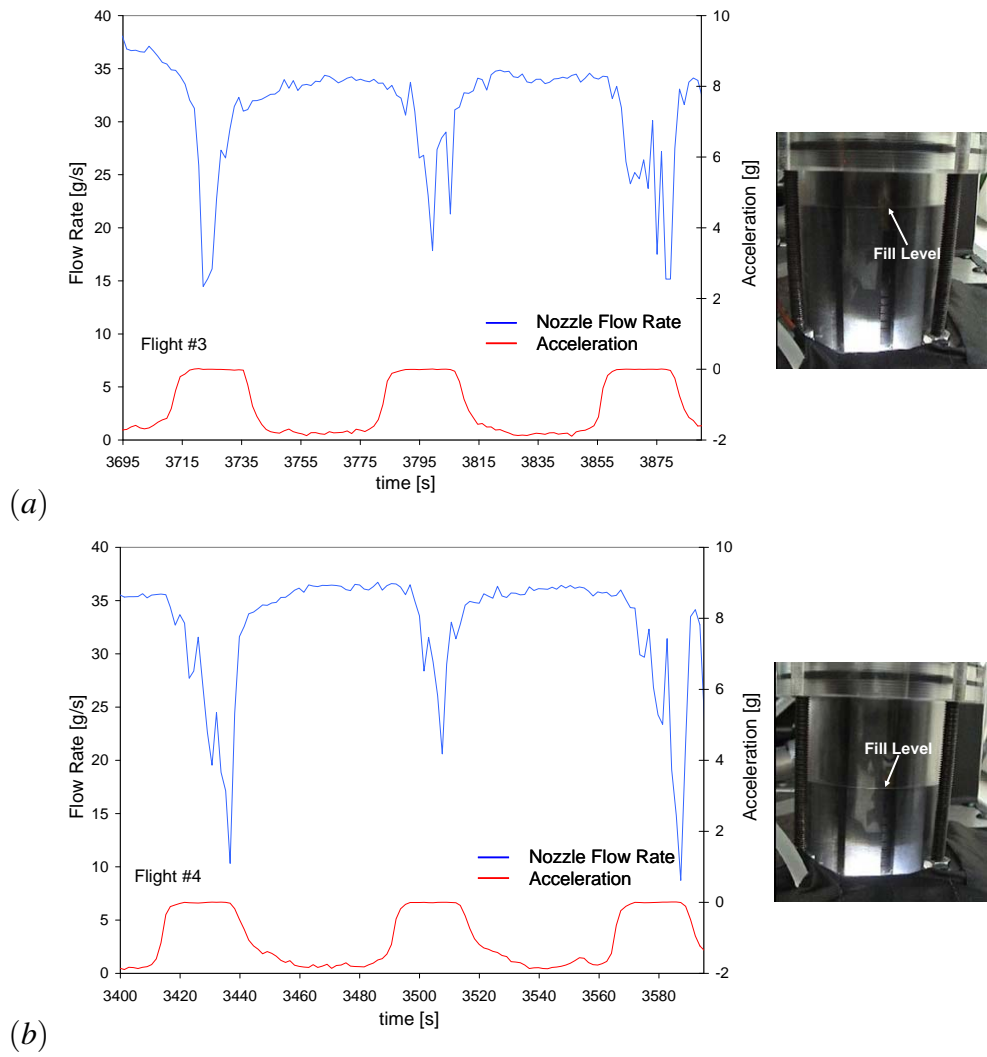 40
35
30
25
20
15
10
5
0
Flow Rate [g/s]
10
8
6
4
2
0
-2
Acceleration [g]
Nozzle Flow Rate
Acceleration
Flight #3
3695 3715 3735 3755 3775 3795 3815 3835 3855 3875
time [s]
Fill Level
(a)
40
35
30
25
20
15
10
5
0
Flow Rate [g/s]
10
8
6
4
2
0
-2
Acceleration [g]
Nozzle Flow Rate
Acceleration
Flight #4
3400 3420 3440 3460 3480 3500 3520 3540 3560 3580
time [s]
Fill Level
(b)